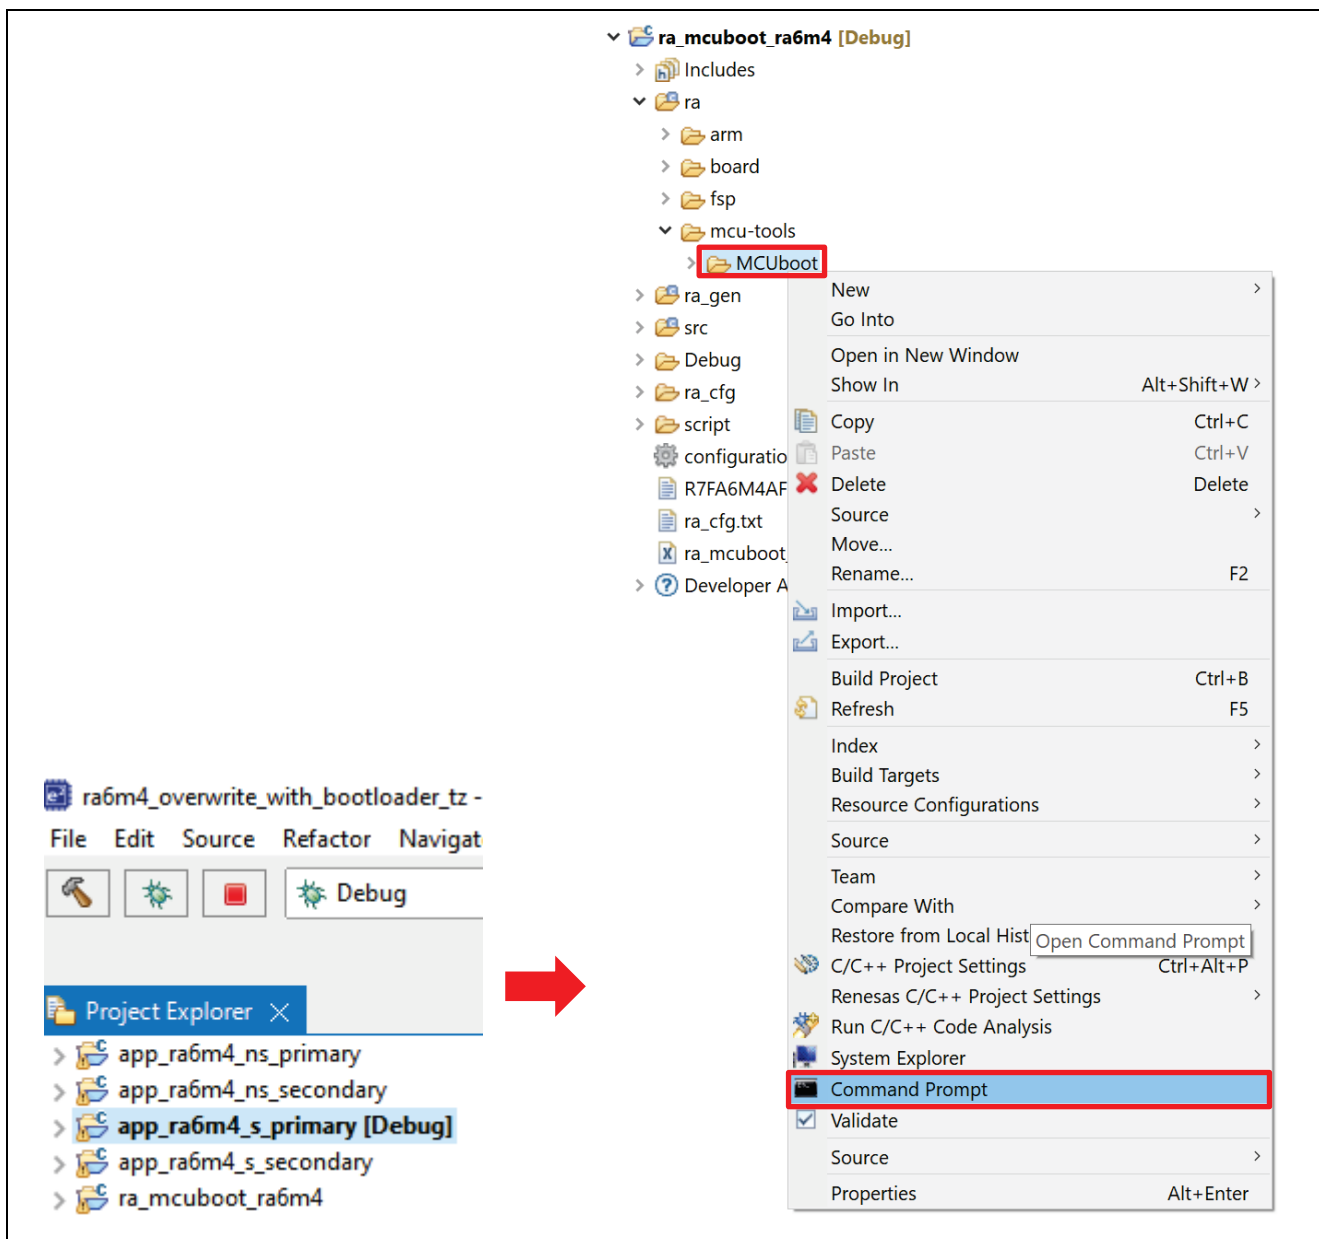 ra_mcuboot_ra6m4 [Debug]
Includes
ra
arm
board
fsp
mcu-tools
MCUboot
ra_gen
src
Debug
ra_cfg
script
configuratio
R7FA6M4AF
ra_cfg.txt
ra_mcuboot_
Developer A
New
Go Into
Open in New Window
Show In Alt+Shift+W
Copy Ctrl+C
Paste Ctrl+V
Delete Delete
Source
Move...
Rename... F2
Import...
Export...
Build Project Ctrl+B
Refresh F5
Index
Build Targets
Resource Configurations
Source
Team
Compare With
Restore from Local Hist
Open Command Prompt
C/C++ Project Settings Ctrl+Alt+P
Renesas C/C++ Project Settings
Run C/C++ Code Analysis
System Explorer
Command Prompt
Validate
Source
Properties Alt+Enter
ra6m4_overwrite_with_bootloader_tz -
File Edit Source Refactor Navigat
Debug
Project Explorer
app_ra6m4_ns_primary
app_ra6m4_ns_secondary
app_ra6m4_s_primary [Debug]
app_ra6m4_s_secondary
ra_mcuboot_ra6m4